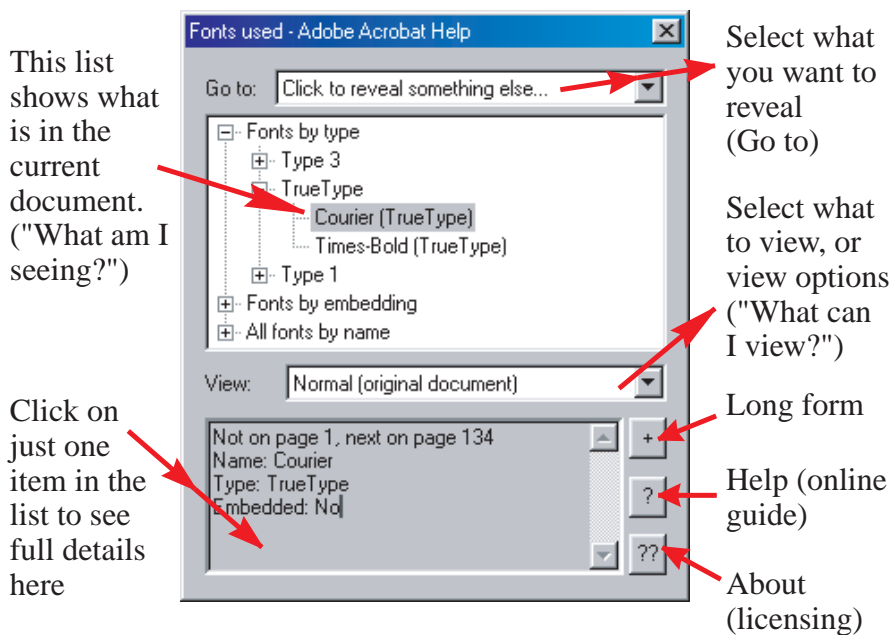 This list
shows what
is in the
current
document.
("What am I
seeing?")
Click on
just one
item in the
list to see
full details
here
Fonts used - Adobe Acrobat Help
Go to: Click to reveal something else...
Fonts by type
Type 3
TrueType
Courier (TrueType)
Times-Bold (TrueType)
Type 1
Fonts by embedding
All fonts by name
View: Normal (original document)
Not on page 1, next on page 134
Name: Courier
Type: TrueType
Embedded: No
+
?
??
Select what
you want to
reveal
(Go to)
Select what
to view, or
view options
("What can
I view?")
Long form
Help (online
guide)
About
(licensing)